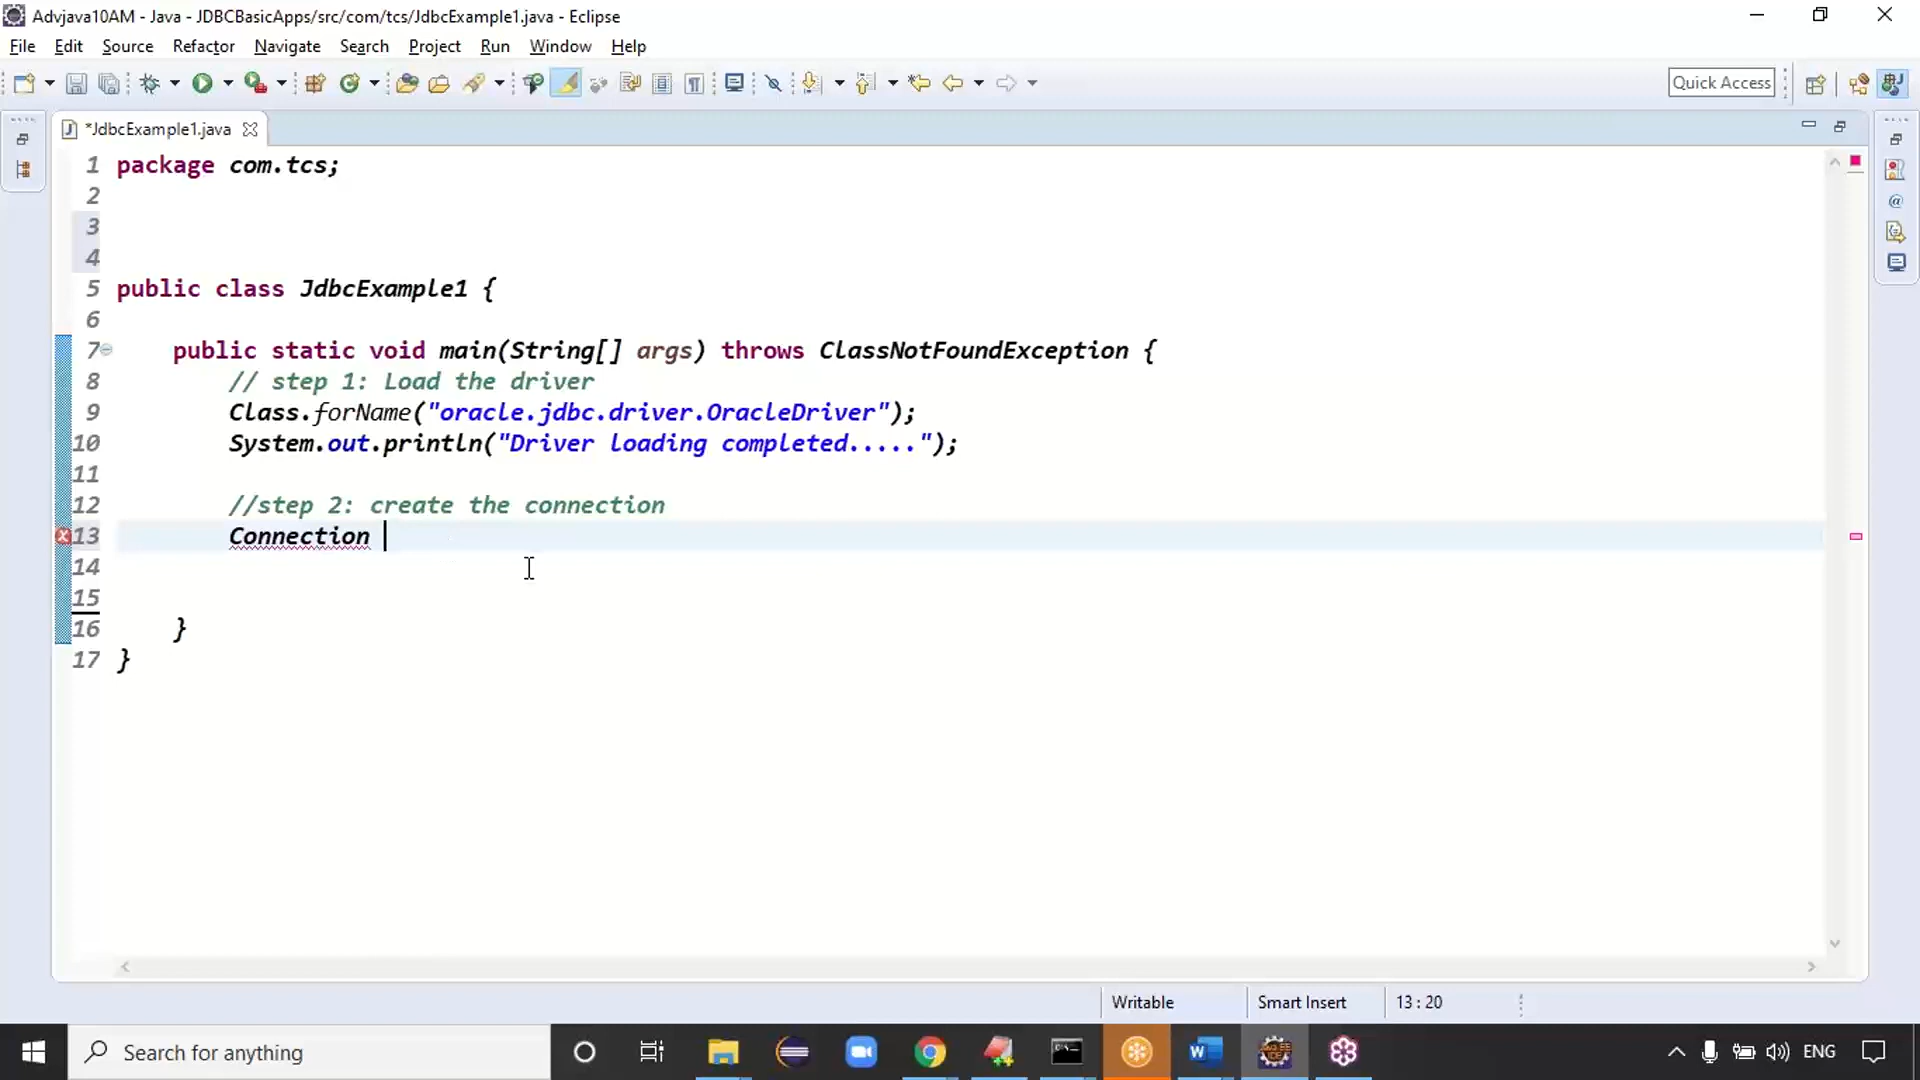 Advjava10AM - Java - JDBCBasicApps/src/com/tcs/JdbcExample1.java - Eclipse
File Edit Source Refactor Navigate Search Project Run Window Help
Quick Access
*JdbcExample1.java
1 package com.tcs;
2
3
4
5 public class JdbcExample1 {
6
7 public static void main(String[] args) throws ClassNotFoundException {
8 // step 1: Load the driver
9 Class.forName("oracle.jdbc.driver.OracleDriver");
10 System.out.println("Driver loading completed.....");
11
12 //step 2: create the connection
13 Connection
14
15
16 }
17 }
Writable Smart Insert 13 : 20
Search for anything
ENG